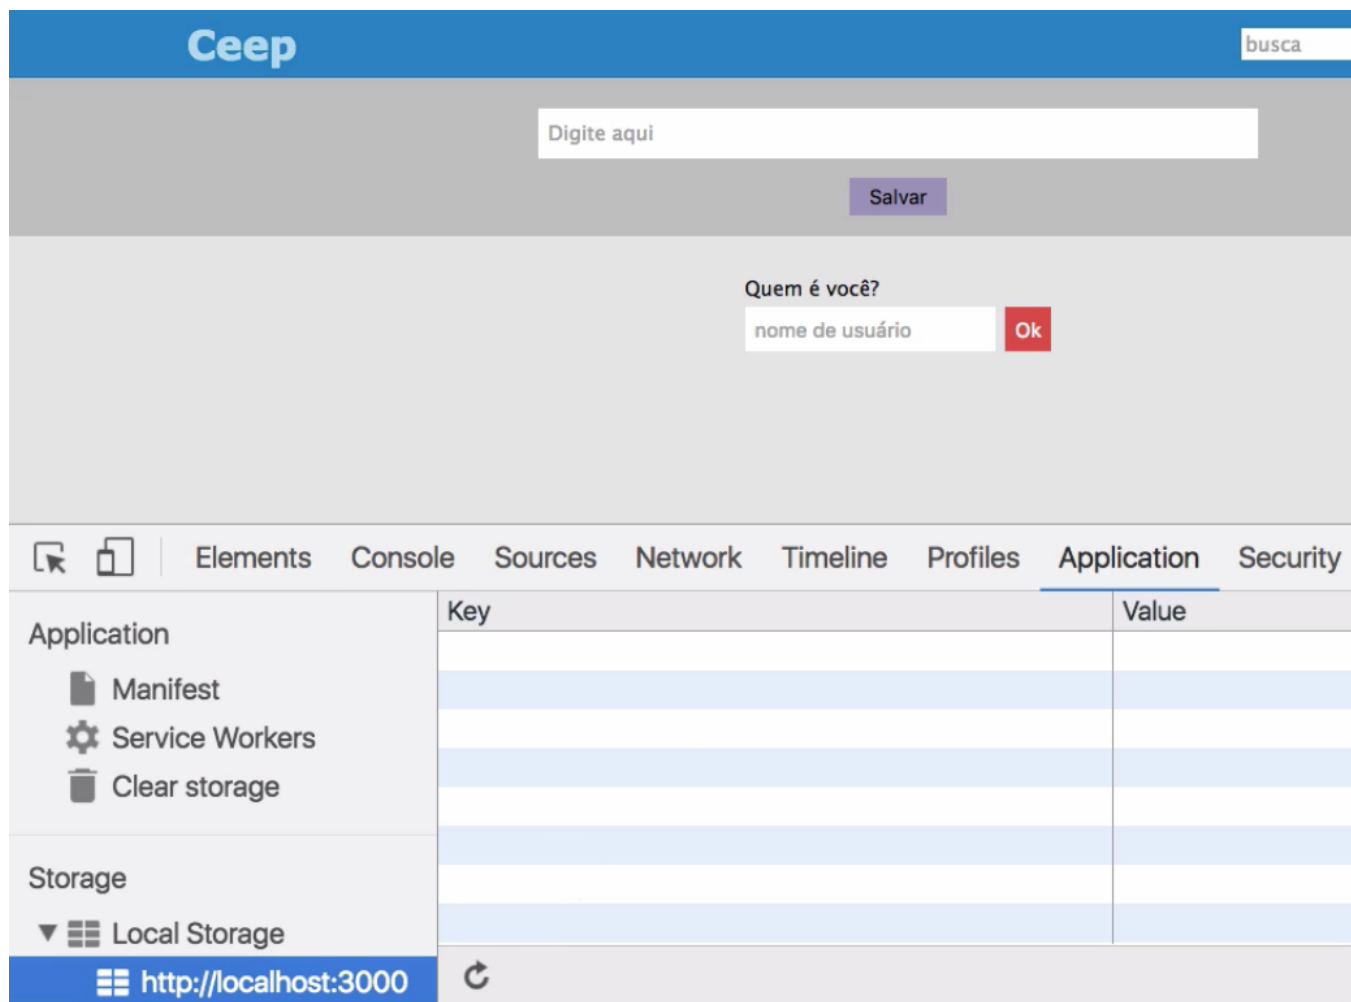 Ceep
busca
Digite aqui
Salvar
Quem é você?
nome de usuário
Ok
Elements Console Sources Network Timeline Profiles Application Security
Application
Manifest
Service Workers
Clear storage
Storage
Local Storage
http://localhost:3000
Key Value